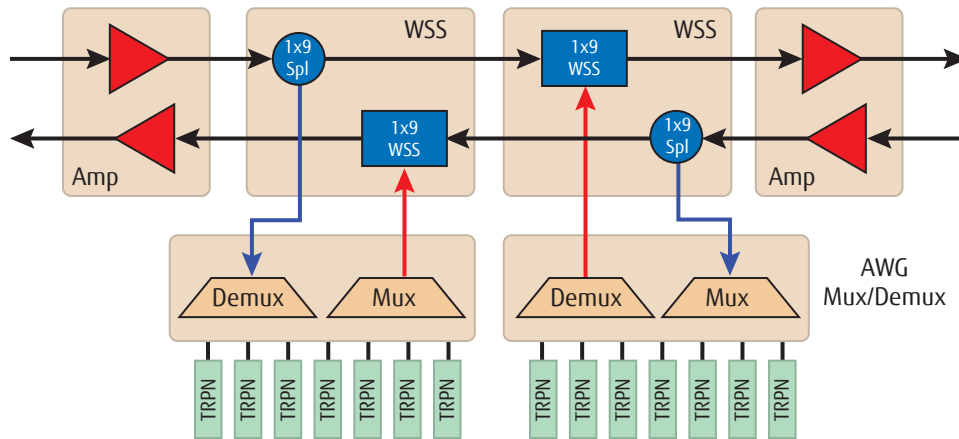 WSS
WSS
1x9
Spl
1x9
WSS
1x9
WSS
1x9
Spl
Amp
Amp
Demux
Mux
Demux
Mux
AWG
Mux/Demux
TRPN
TRPN
TRPN
TRPN
TRPN
TRPN
TRPN
TRPN
TRPN
TRPN
TRPN
TRPN
TRPN
TRPN